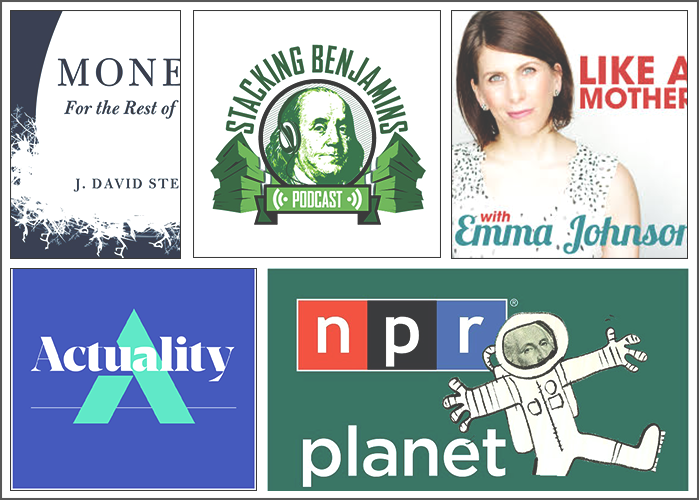 MONE
For the Rest of
J. DAVID STE
STACKING BENJAMINS
PODCAST
LIKE A
MOTHER
with
Emma Johnson
Actuality
npr®
planet